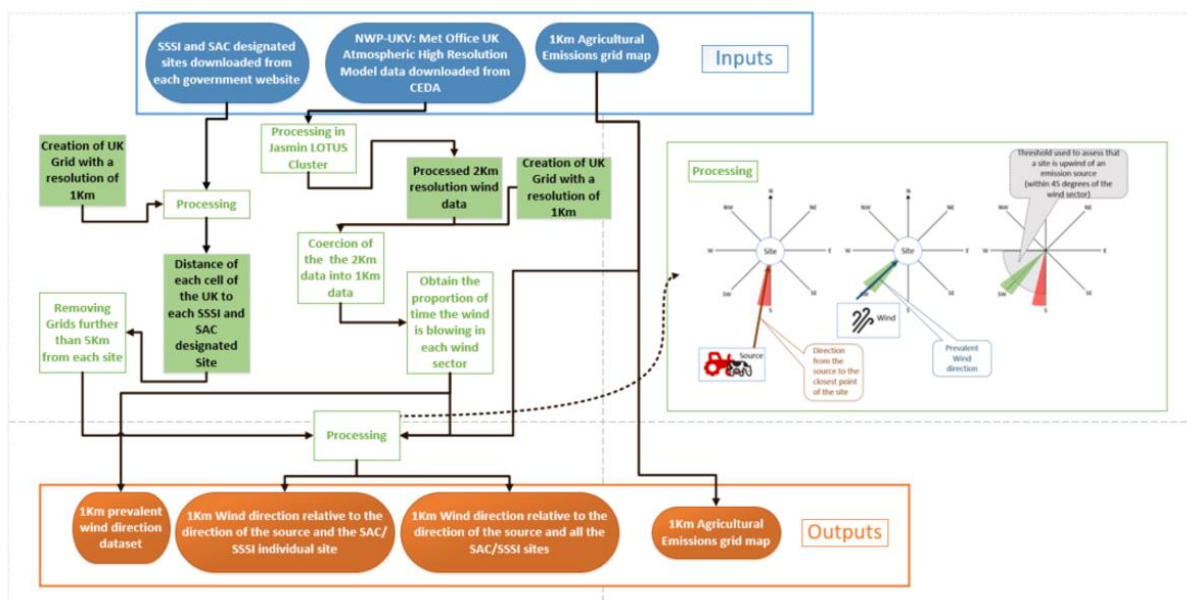 SSSI and SAC designated
sites downloaded from
each government website
NWP-UKV: Met Office UK
Atmospheric High Resolution
Model data downloaded from
CEDA
1Km Agricultural
Emissions grid map
Inputs
Creation of UK
Grid with a
resolution of
1Km
Processing in
Jasmin LOTUS
Cluster
Processing
Processed 2Km
resolution wind
data
Creation of UK
Grid with a
resolution of
1Km
Coercion of
the the 2Km
data into 1Km
data
Distance of
each cell of
the UK to
each SSSI and
SAC
designated
Site
Removing
Grids further
than 5Km
from each site
Obtain the
proportion of
time the wind
is blowing in
each wind
sector
Processing
Processing
N
NW
NE
W
Site
E
SW
SE
S
Source
Direction
from the
source to the
closest point
of the site
N
NW
NE
W
Site
E
SW
SE
S
Wind
Prevalent
Wind
direction
Threshold used to assess that
a site is upwind of an
emission source
(within 45 degrees of the
wind sector)
NW
NE
W
E
SW
SE
S
1Km prevalent
wind direction
dataset
1Km Wind direction relative to the
direction of the source and the SAC/
SSSI individual site
1Km Wind direction relative to the
direction of the source and all the
SAC/SSSI sites
1Km Agricultural
Emissions grid map
Outputs